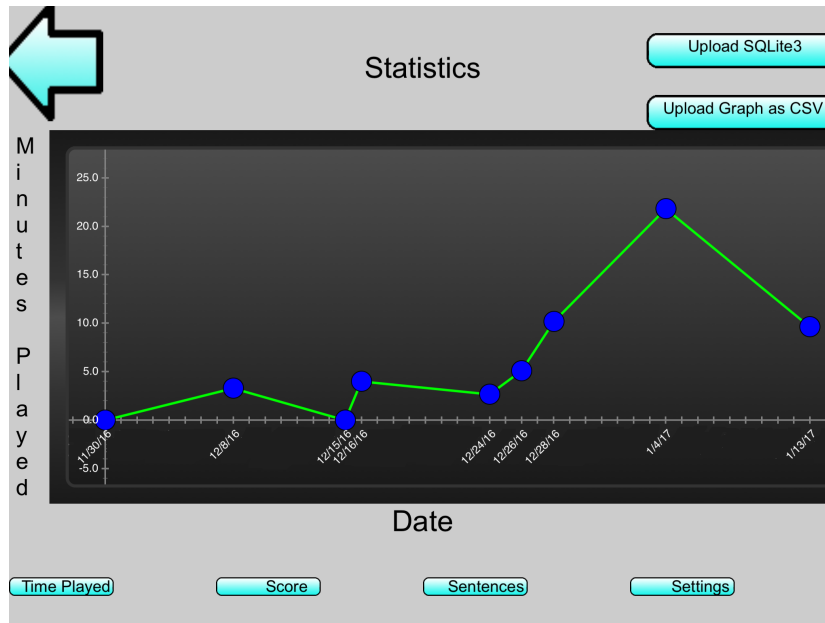 Statistics
Upload SQLite3
Upload Graph as CSV
Minutes Played
25.0
20.0
15.0
10.0
5.0
0.0
-5.0
11/30/16
12/8/16
12/15/16
12/16/16
12/24/16
12/26/16
12/28/16
1/4/17
1/13/17
Date
Time Played
Score
Sentences
Settings